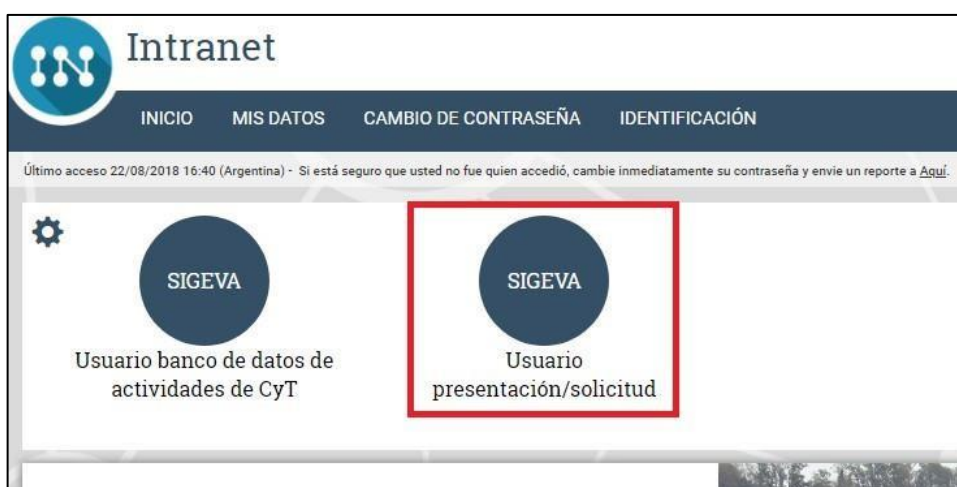 IN
Intranet
INICIO MIS DATOS CAMBIO DE CONTRASEÑA IDENTIFICACIÓN
Último acceso 22/08/2018 16:40 (Argentina) - Si está seguro que usted no fue quien accedió, cambie inmediatamente su contraseña y envie un reporte a Aquí.
SIGEVA
Usuario banco de datos de
actividades de CyT
SIGEVA
Usuario
presentación/solicitud